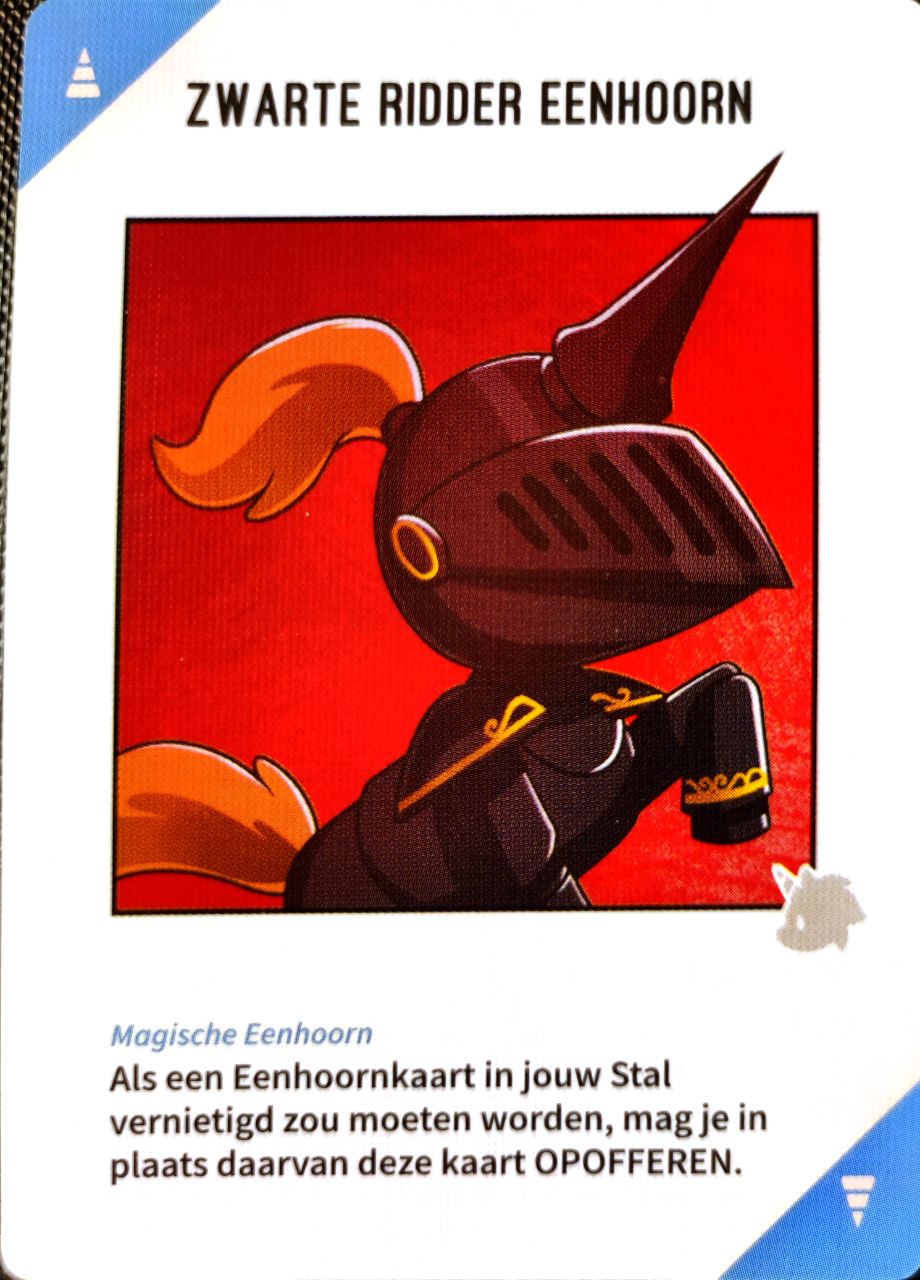 ZWARTE RIDDER EENHOORN
Magische Eenhoorn
Als een Eenhoornkaart in jouw Stal
vernietigd zou moeten worden, mag je in
plaats daarvan deze kaart OPOFFEREN.